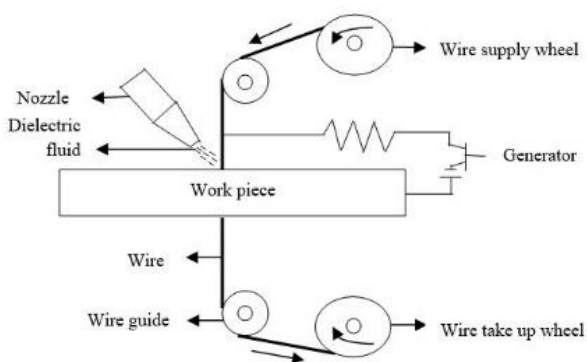 Wire supply wheel
Nozzle
Dielectric
fluid
Generator
Work piece
Wire
Wire guide
Wire take up wheel